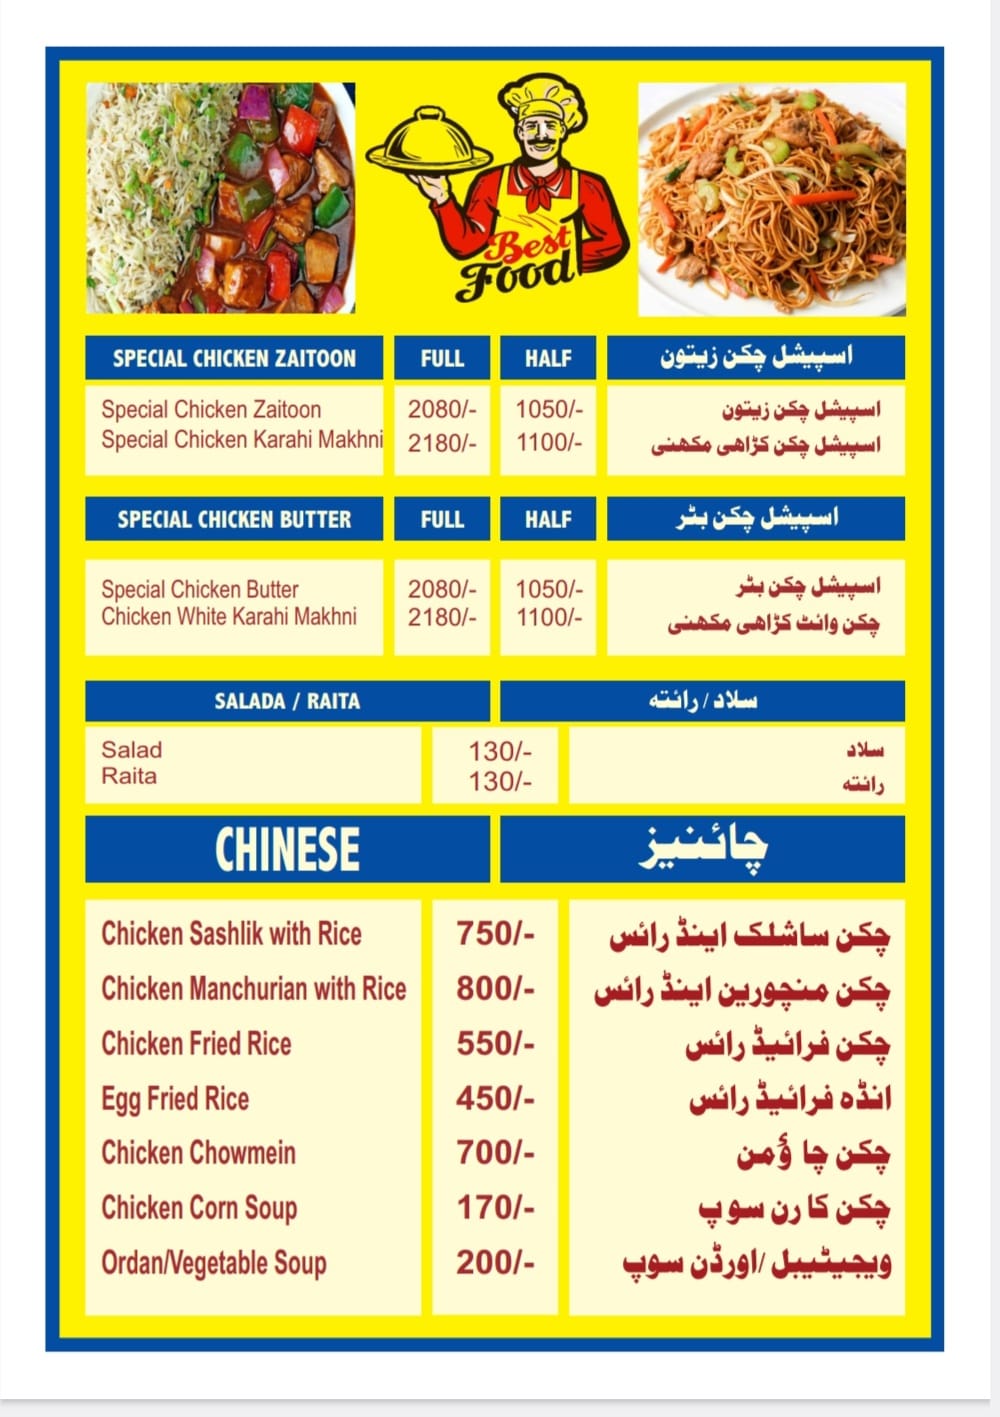 Best
Food
SPECIAL CHICKEN ZAITOON FULL HALF اسپیشل چکن زیتون
Special Chicken Zaitoon 2080/- 1050/- اسپیشل چکن زیتون
Special Chicken Karahi Makhni 2180/- 1100/- اسپیشل چکن کڑاھی مکھنی
SPECIAL CHICKEN BUTTER FULL HALF اسپیشل چکن بٹر
Special Chicken Butter 2080/- 1050/- اسپیشل چکن بٹر
Chicken White Karahi Makhni 2180/- 1100/- چکن وائٹ کڑاھی مکھنی
SALADA / RAITA سلاد / رائتہ
Salad 130/- سلاد
Raita 130/- رائتہ
CHINESE چائنیز
Chicken Sashlik with Rice 750/- چکن ساشلک اینڈ رائس
Chicken Manchurian with Rice 800/- چکن منچورین اینڈ رائس
Chicken Fried Rice 550/- چکن فرائیڈ رائس
Egg Fried Rice 450/- انڈہ فرائیڈ رائس
Chicken Chowmein 700/- چکن چا ؤمن
Chicken Corn Soup 170/- چکن کا رن سو پ
Ordan/Vegetable Soup 200/- ویجیٹیبل /اورڈن سوپ